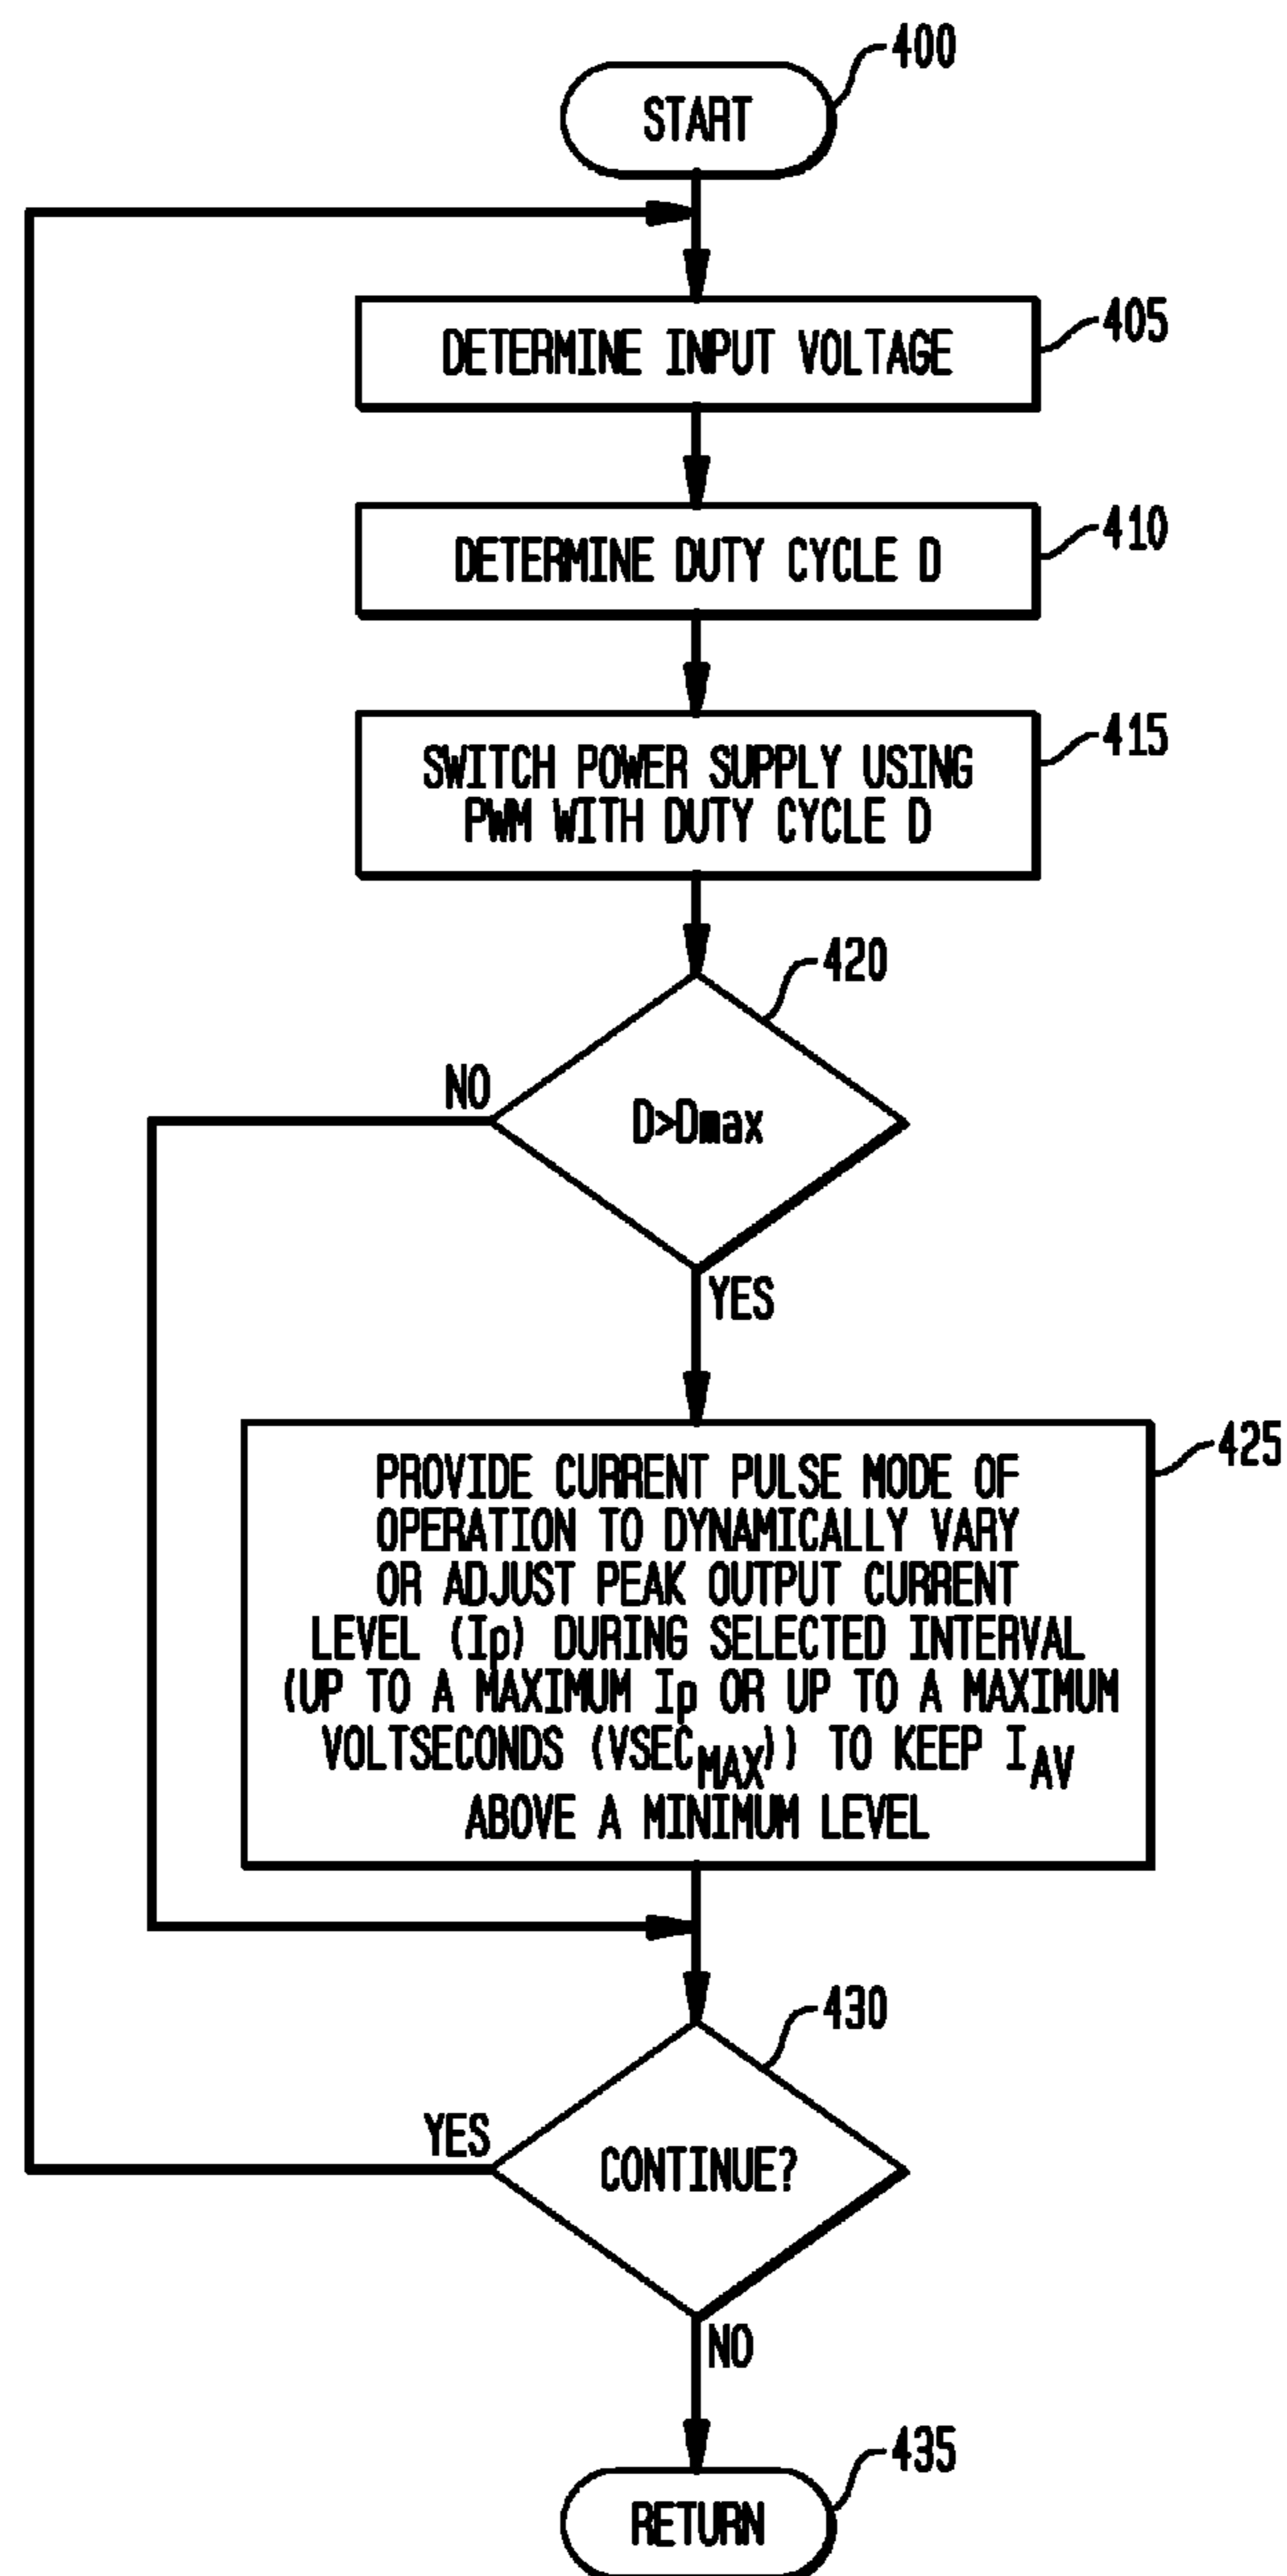 400
START
DETERMINE INPUT VOLTAGE
405
DETERMINE DUTY CYCLE D
410
SWITCH POWER SUPPLY USING
PWM WITH DUTY CYCLE D
415
420
NO
D>Dmax
YES
PROVIDE CURRENT PULSE MODE OF
OPERATION TO DYNAMICALLY VARY
OR ADJUST PEAK OUTPUT CURRENT
LEVEL (Ip) DURING SELECTED INTERVAL
(UP TO A MAXIMUM Ip OR UP TO A MAXIMUM
VOLTSECONDS (VSECMAX)) TO KEEP IAV
ABOVE A MINIMUM LEVEL
425
430
YES
CONTINUE?
NO
435
RETURN